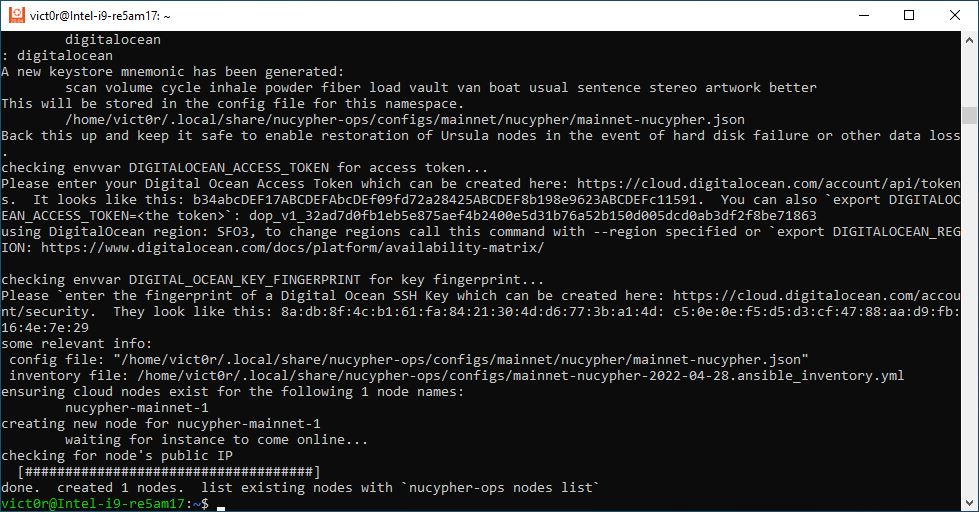 vict0r@Intel-i9-re5am17: ~
digitalocean
: digitalocean
A new keystore mnemonic has been generated:
scan volume cycle inhale powder fiber load vault van boat usual sentence stereo artwork better
This will be stored in the config file for this namespace.
/home/vict0r/.local/share/nucypher-ops/configs/mainnet/nucypher/mainnet-nucypher.json
Back this up and keep it safe to enable restoration of Ursula nodes in the event of hard disk failure or other data loss
.
checking envvar DIGITALOCEAN_ACCESS_TOKEN for access token...
Please enter your Digital Ocean Access Token which can be created here: https://cloud.digitalocean.com/account/api/token
s.  It looks like this: b34abcDEF17ABCDEFAbcDEf09fd72a28425ABCDEF8b198e9623ABCDEFc11591.  You can also `export DIGITALOC
EAN_ACCESS_TOKEN=<the token>`: dop_v1_32ad7d0fb1eb5e875aef4b2400e5d31b76a52b150d005dcd0ab3df2f8be71863
using DigitalOcean region: SFO3, to change regions call this command with --region specified or `export DIGITALOCEAN_REG
ION: https://www.digitalocean.com/docs/platform/availability-matrix/
checking envvar DIGITAL_OCEAN_KEY_FINGERPRINT for key fingerprint...
Please `enter the fingerprint of a Digital Ocean SSH Key which can be created here: https://cloud.digitalocean.com/accou
nt/security.  They look like this: 8a:db:8f:4c:b1:61:fa:84:21:30:4d:d6:77:3b:a1:4d: c5:0e:0e:f5:d5:d3:cf:47:88:aa:d9:fb:
16:4e:7e:29
some relevant info:
config file: "/home/vict0r/.local/share/nucypher-ops/configs/mainnet/nucypher/mainnet-nucypher.json"
inventory file: /home/vict0r/.local/share/nucypher-ops/configs/mainnet-nucypher-2022-04-28.ansible_inventory.yml
ensuring cloud nodes exist for the following 1 node names:
nucypher-mainnet-1
creating new node for nucypher-mainnet-1
waiting for instance to come online...
checking for node's public IP
[####################################]
done.  created 1 nodes.  list existing nodes with `nucypher-ops nodes list`
vict0r@Intel-i9-re5am17:~$